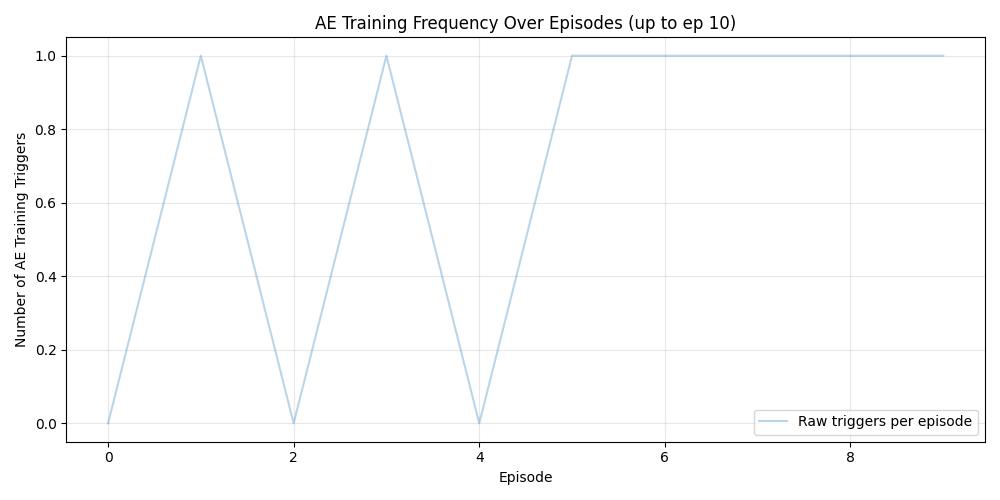 AE Training Frequency Over Episodes (up to ep 10)
Number of AE Training Triggers
1.0
0.8
0.6
0.4
0.2
0.0
0 2 4 6 8
Episode
Raw triggers per episode